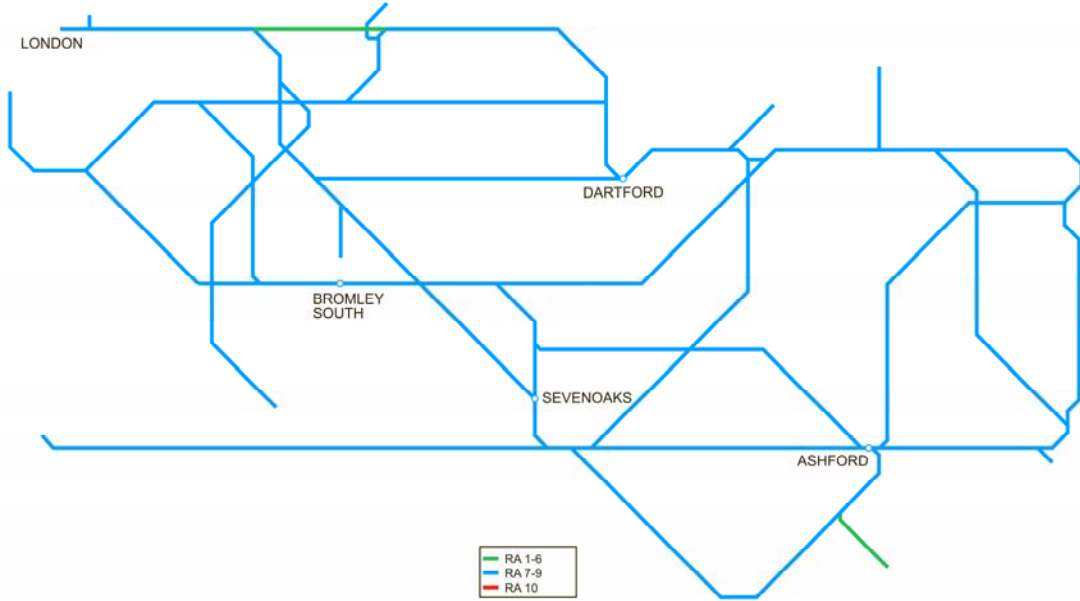 LONDON
DARTFORD
BROMLEY
SOUTH
SEVENOAKS
ASHFORD
RA 1-6
RA 7-9
RA 10